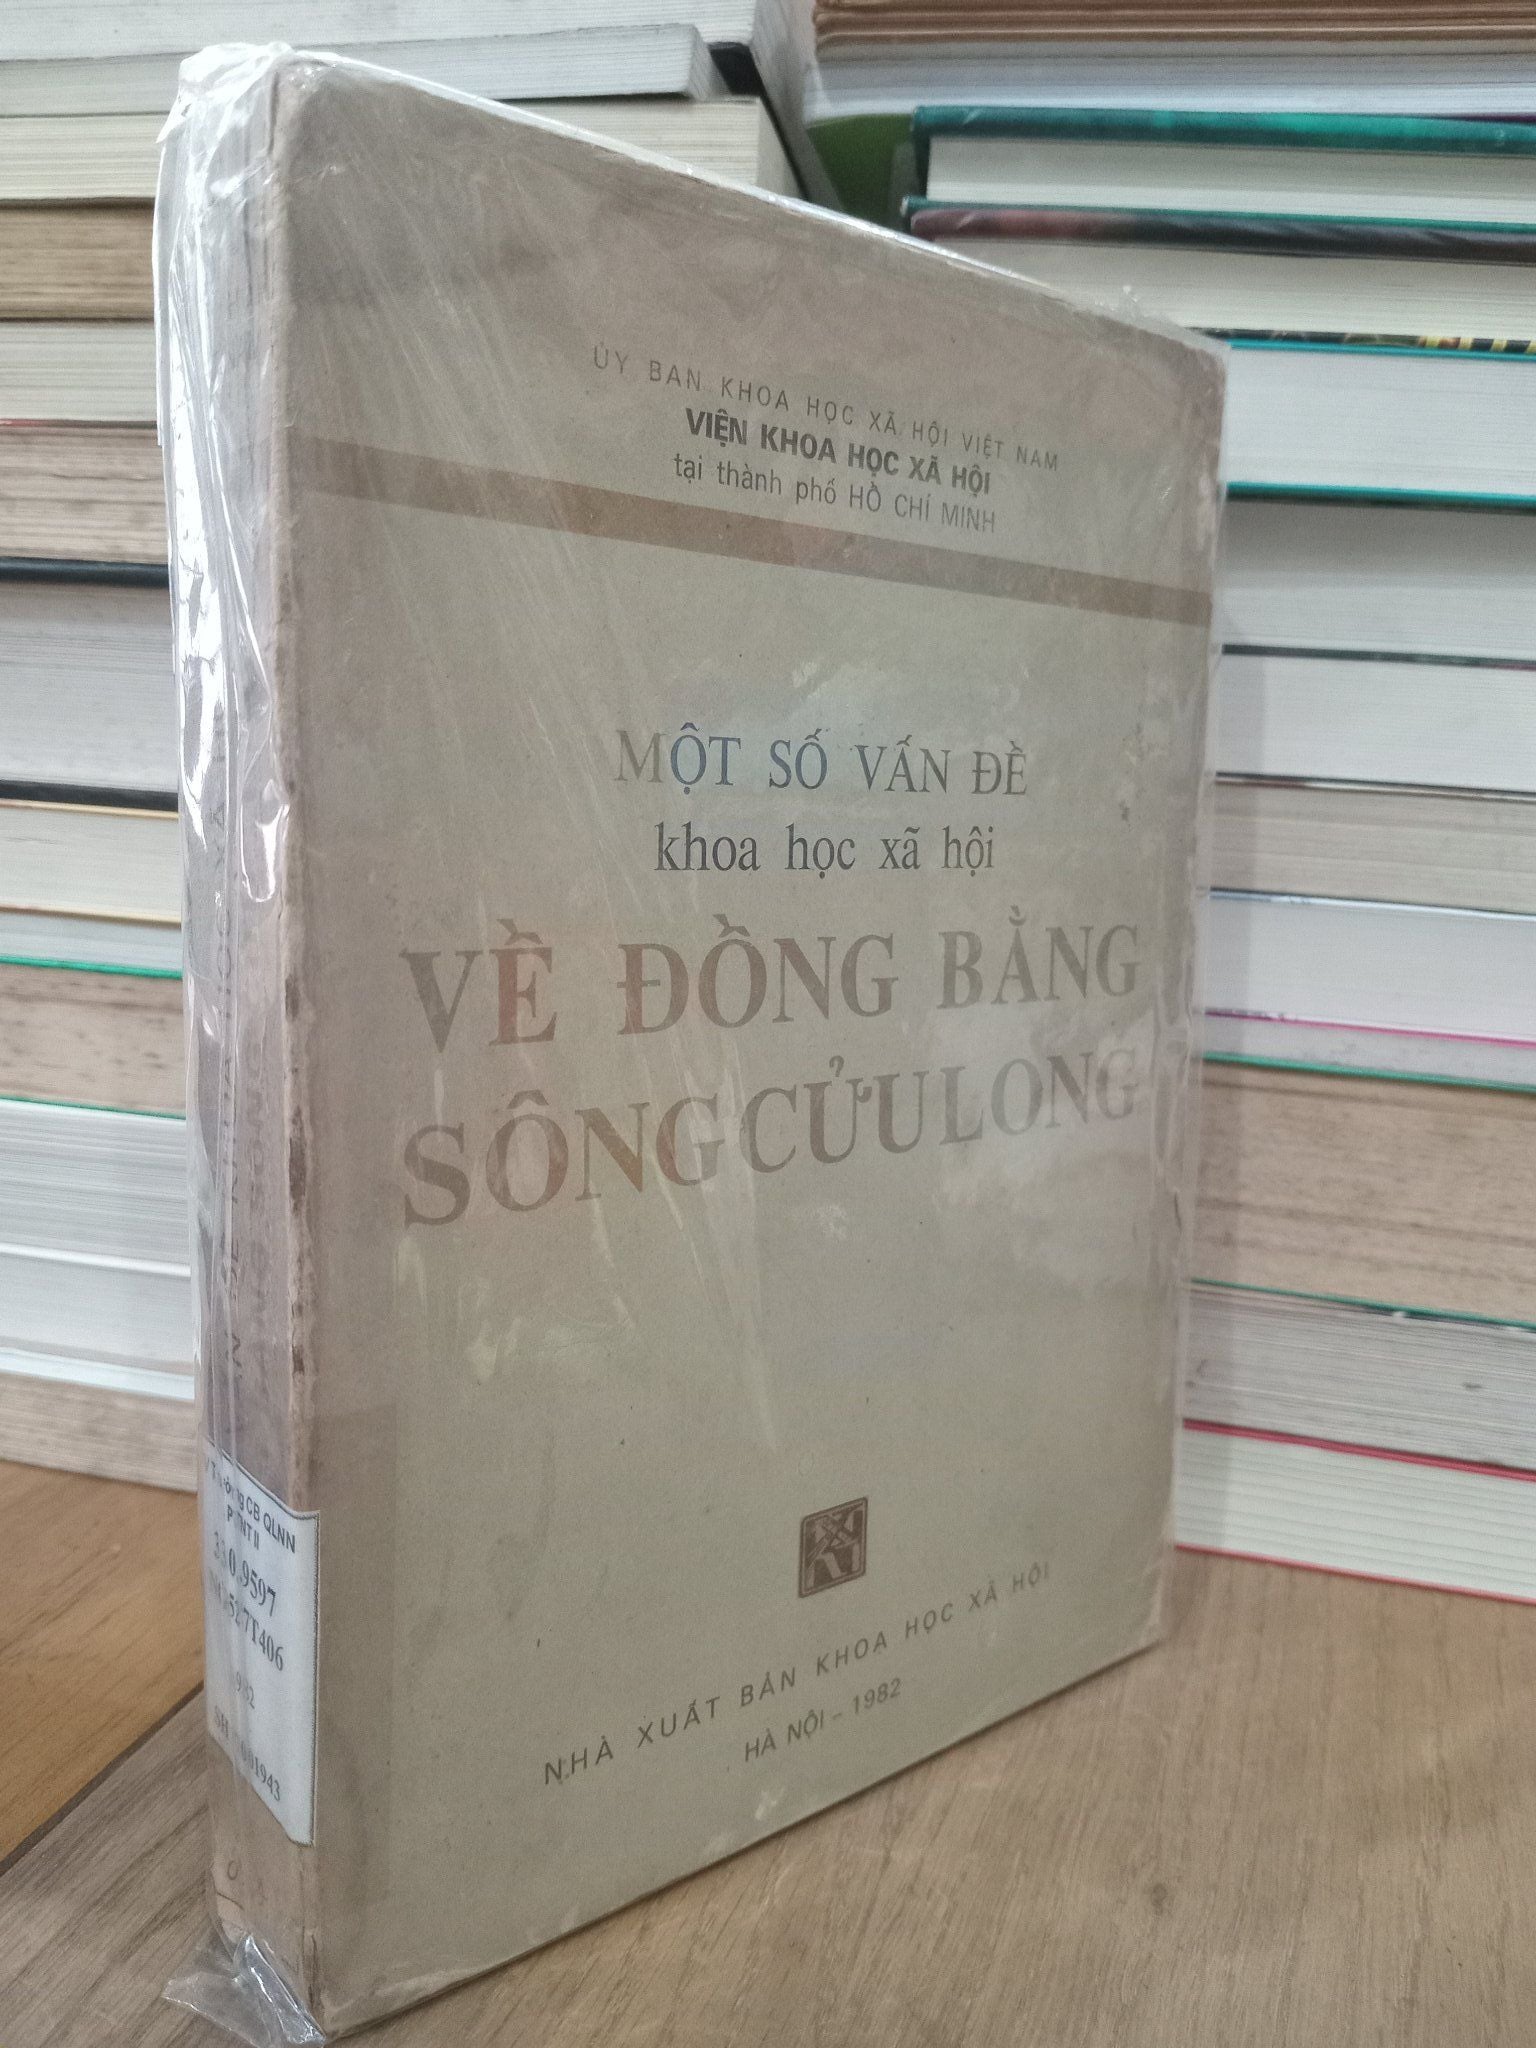 ỦY BAN KHOA HỌC XÃ HỘI VIỆT NAM
VIỆN KHOA HỌC XÃ HỘI
tại thành phố HỒ CHÍ MINH
MỘT SỐ VẤN ĐỀ
khoa học xã hội
VỀ ĐỒNG BẰNG
SÔNG CỬU LONG
NHÀ XUẤT BẢN KHOA HỌC XÃ HỘI
HÀ NỘI – 1982
CB QLNN